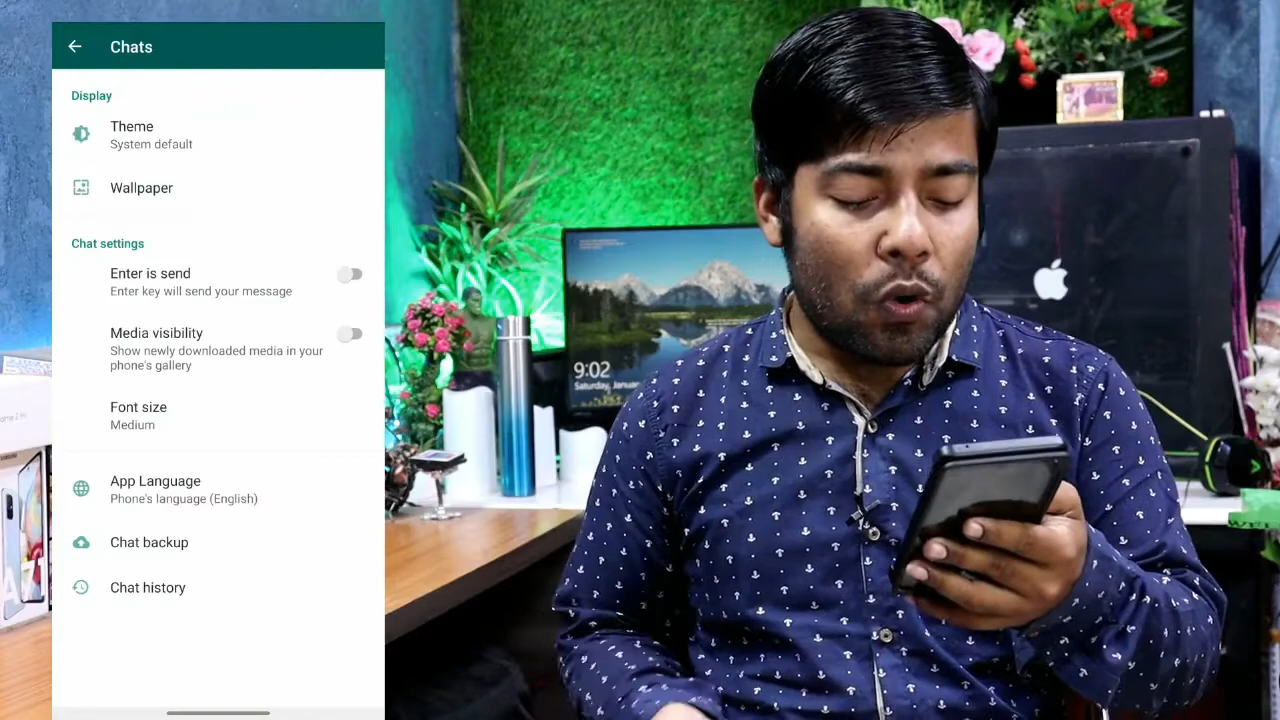 Chats
Display
Theme
System default
Wallpaper
Chat settings
Enter is send
Enter key will send your message
Media visibility
Show newly downloaded media in your
phone's gallery
Font size
Medium
App Language
Phone's language (English)
Chat backup
Chat history
9:02
Saturday,